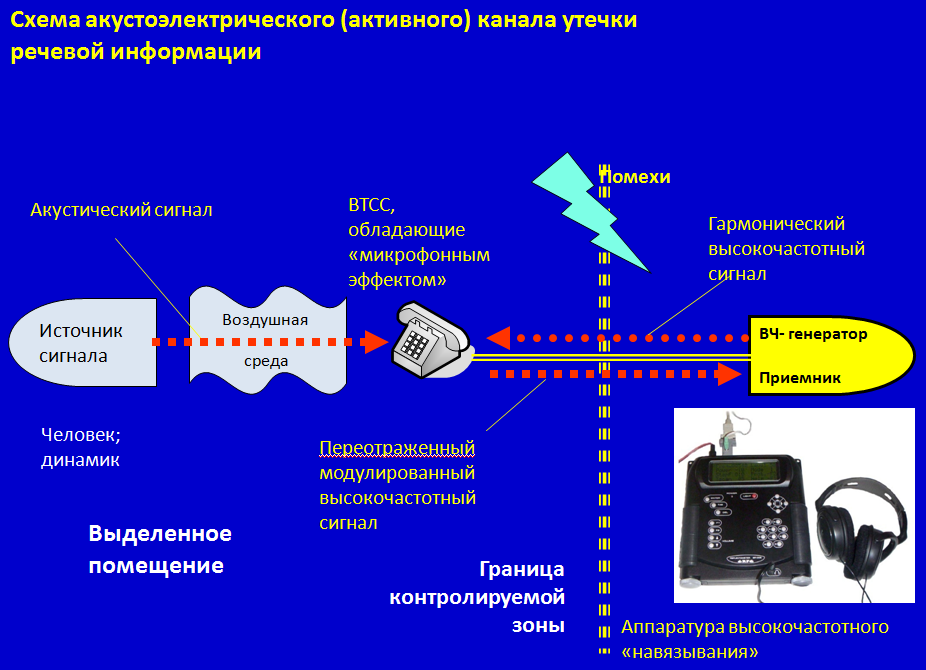 Схема акустоэлектрического (активного) канала утечки
речевой информации
Помехи
Акустический сигнал
ВТСС,
обладающие
«микрофонным
эффектом»
Гармонический
высокочастотный
сигнал
Источник
сигнала
Воздушная
среда
ВЧ- генератор
Приемник
Человек;
динамик
Переотраженный
модулированный
высокочастотный
сигнал
Выделенное
помещение
Граница
контролируемой
зоны
Аппаратура высокочастотного
«навязывания»